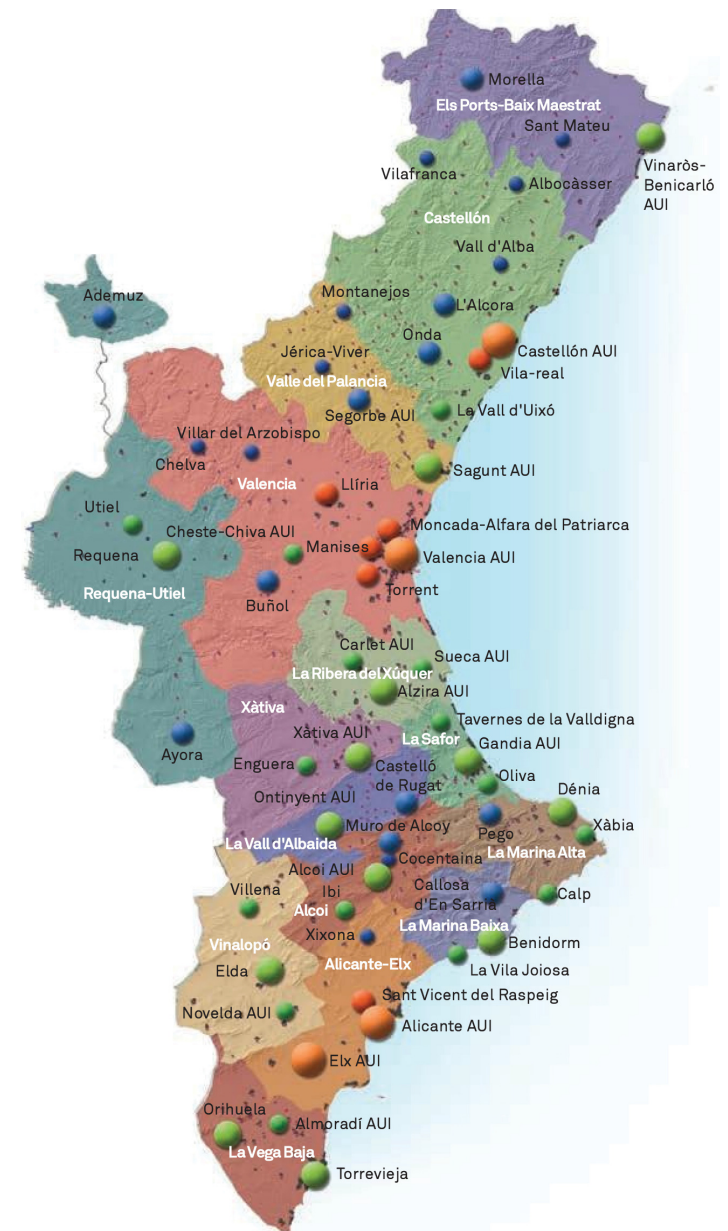 Morella
Els Ports-Baix Maestrat
Sant Mateu
Vilafranca
Vinaròs-
Benicarló
AUI
Albocàsser
Castellón
Vall d'Alba
Ademuz
Montanejos
L'Alcora
Onda
Castellón AUI
Jérica-Viver
Vila-real
Valle del Palancia
Segorbe AUI
La Vall d'Uixó
Villar del Arzobispo
Chelva
Sagunt AUI
Valencia
Llíria
Utiel
Moncada-Alfara del Patriarca
Cheste-Chiva AUI
Manises
Requena
Valencia AUI
Torrent
Requena-Utiel
Buñol
Carlet AUI
Sueca AUI
La Ribera del Xúquer
Alzira AUI
Xàtiva
Tavernes de la Valldigna
Xàtiva AUI
La Safor
Gandia AUI
Ayora
Enguera
Castelló
de Rugat
Oliva
Ontinyent AUI
Dénia
Muro de Alcoy
Pego
Xàbia
La Vall d'Albaida
La Marina Alta
Cocentaina
Alcoi AUI
Ibi
Callosa
d'En Sarrià
Villena
Calp
Alcoi
La Marina Baixa
Xixona
Vinalopó
Benidorm
Alicante-Elx
Elda
La Vila Joiosa
Sant Vicent del Raspeig
Novelda AUI
Alicante AUI
Elx AUI
Orihuela
Almoradí AUI
La Vega Baja
Torrevieja